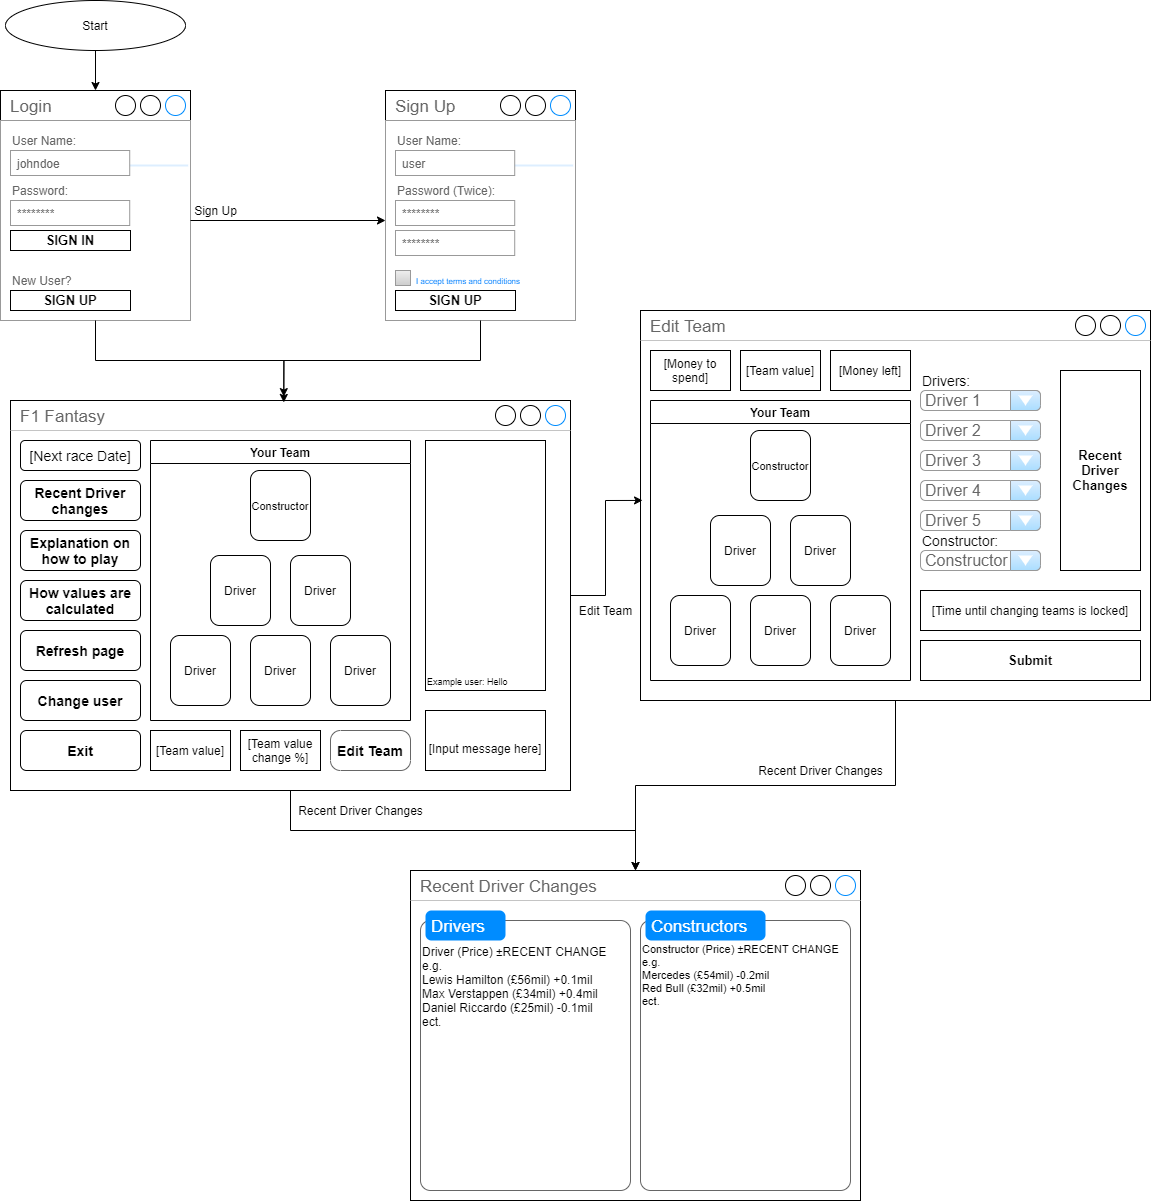 Start
Login
User Name:
johndoe
Password:
********
SIGN IN
New User?
SIGN UP
Sign Up
Sign Up
User Name:
user
Password (Twice):
********
********
I accept terms and conditions
SIGN UP
F1 Fantasy
[Next race Date]
Recent Driver
changes
Explanation on
how to play
How values are
calculated
Refresh page
Change user
Exit
Your Team
Constructor
Driver
Driver
Driver
Driver
Driver
[Team value]
[Team value
change %]
Edit Team
Example user: Hello
[Input message here]
Edit Team
Edit Team
[Money to
spend]
[Team value]
[Money left]
Your Team
Constructor
Driver
Driver
Driver
Driver
Driver
Drivers:
Driver 1
Driver 2
Driver 3
Driver 4
Driver 5
Constructor:
Constructor
Recent
Driver
Changes
[Time until changing teams is locked]
Submit
Recent Driver Changes
Recent Driver Changes
Recent Driver Changes
Drivers
Driver (Price) ±RECENT CHANGE
e.g.
Lewis Hamilton (£56mil) +0.1mil
Max Verstappen (£34mil) +0.4mil
Daniel Riccardo (£25mil) -0.1mil
ect.
Constructors
Constructor (Price) ±RECENT CHANGE
e.g.
Mercedes (£54mil) -0.2mil
Red Bull (£32mil) +0.5mil
ect.